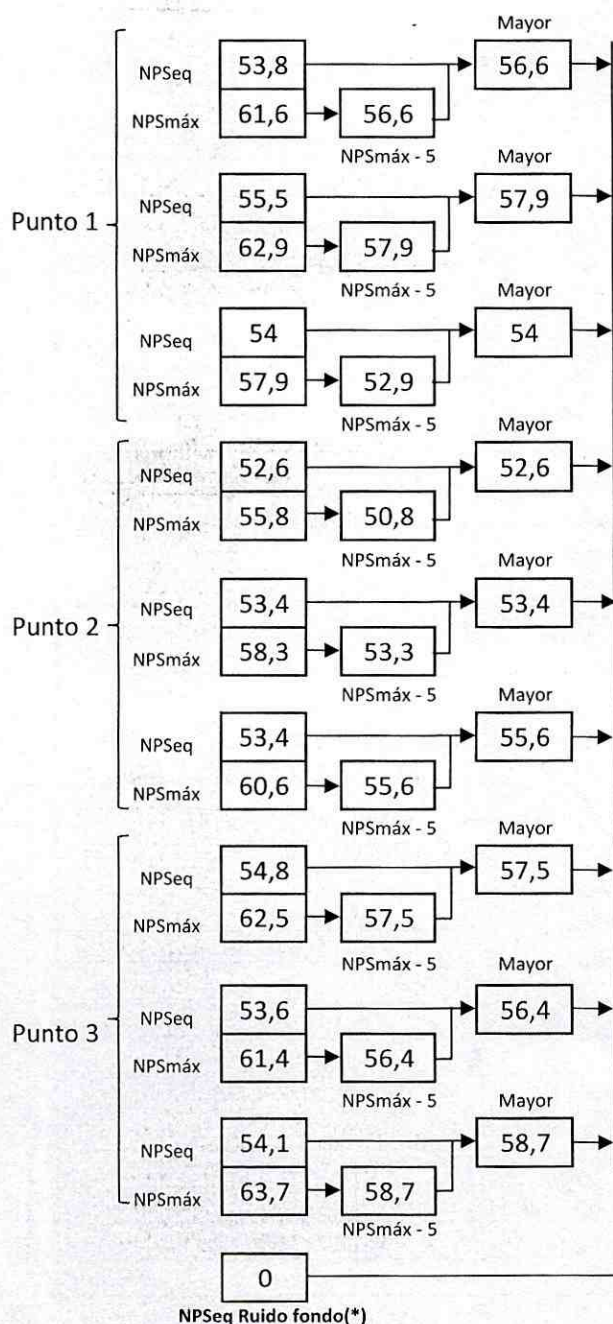 Mayor
NPSeq 53,8 56,6
NPSmáx 61,6 56,6
NPSmáx - 5
Mayor
Punto 1
NPSeq 55,5 57,9
NPSmáx 62,9 57,9
NPSmáx - 5
Mayor
NPSeq 54 54
NPSmáx 57,9 52,9
NPSmáx - 5
Mayor
NPSeq 52,6 52,6
NPSmáx 55,8 50,8
NPSmáx - 5
Mayor
Punto 2
NPSeq 53,4 53,4
NPSmáx 58,3 53,3
NPSmáx - 5
Mayor
NPSeq 53,4 55,6
NPSmáx 60,6 55,6
NPSmáx - 5
Mayor
NPSeq 54,8 57,5
NPSmáx 62,5 57,5
NPSmáx - 5
Mayor
Punto 3
NPSeq 53,6 56,4
NPSmáx 61,4 56,4
NPSmáx - 5
Mayor
NPSeq 54,1 58,7
NPSmáx 63,7 58,7
NPSmáx - 5
0
NPSeq Ruido fondo(*)